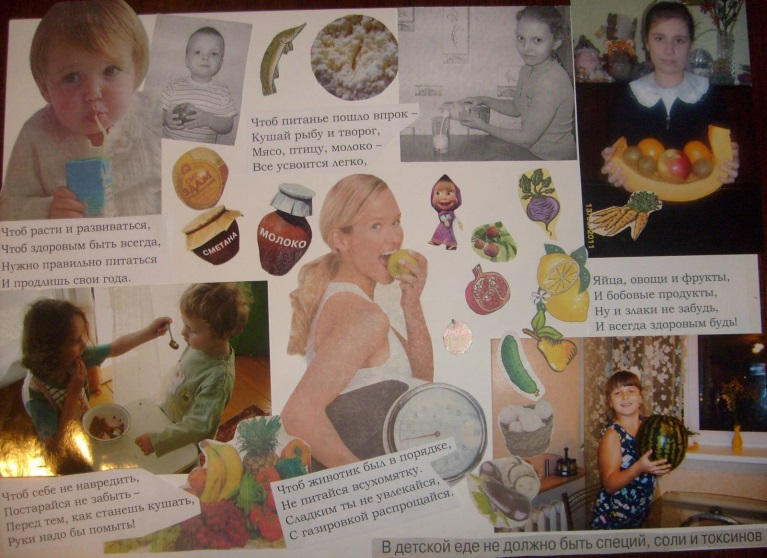 Чтоб питанье пошло впрок –
Кушай рыбу и творог,
Мясо, птицу, молоко –
Все усвоится легко,
Чтоб расти и развиваться,
Чтоб здоровым быть всегда,
Нужно правильно питаться
И продлишь свои года.
СМЕТАНА
МОЛОКО
Яйца, овощи и фрукты,
И бобовые продукты,
Ну и злаки не забудь,
И всегда здоровым будь!
Чтоб себе не навредить,
Постарайся не забыть –
Перед тем, как станешь кушать,
Руки надо бы помыть!
Чтоб животик был в порядке,
Не питайся всухомятку.
Сладким ты не увлекайся,
С газировкой распрощайся.
В детской еде не должно быть специй, соли и токсинов